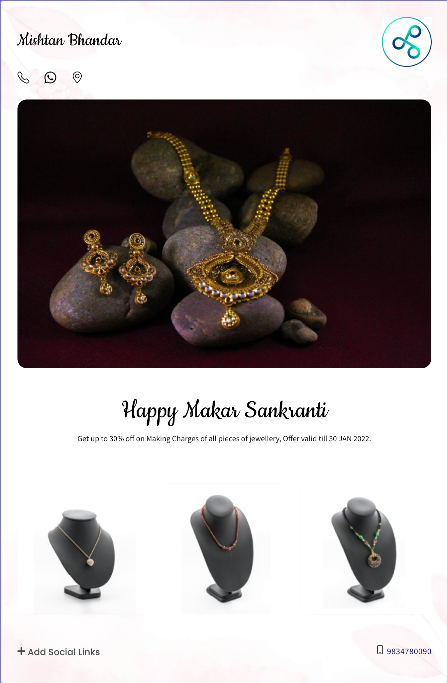 Mishtan Bhandar
Happy Makar Sankranti
Get up to 30% off on Making Charges of all pieces of jewellery, Offer valid till 30 JAN 2022.
+ Add Social Links
9834780090